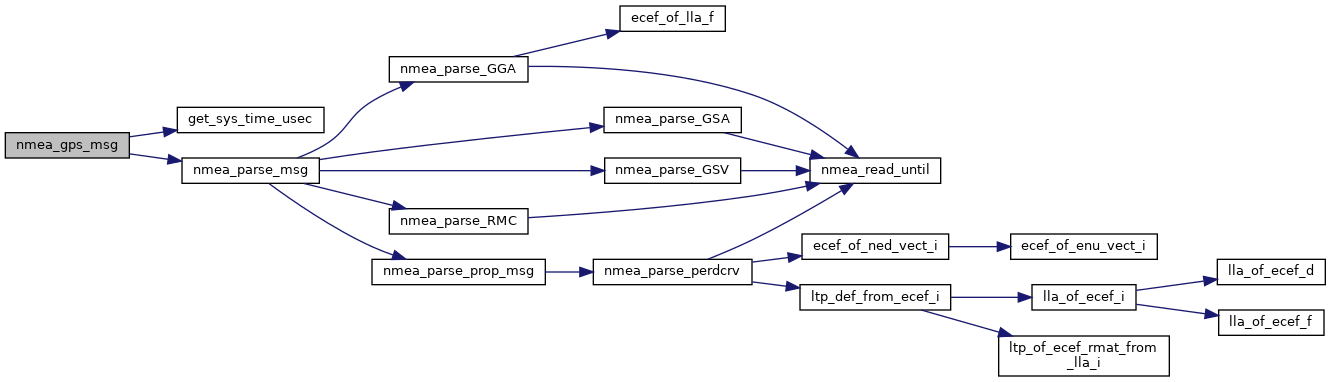 ecef_of_lla_f
nmea_parse_GGA
get_sys_time_usec
nmea_parse_GSA
nmea_gps_msg
nmea_parse_msg
nmea_parse_GSV
nmea_read_until
nmea_parse_RMC
ecef_of_ned_vect_i
ecef_of_enu_vect_i
nmea_parse_prop_msg
nmea_parse_perdcrv
lla_of_ecef_d
ltp_def_from_ecef_i
lla_of_ecef_i
lla_of_ecef_f
ltp_of_ecef_rmat_from
_lla_i